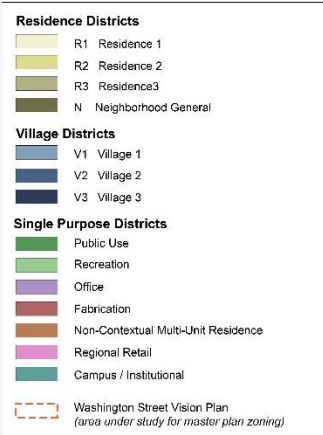 Residence Districts
R1 Residence 1
R2 Residence 2
R3 Residence3
N Neighborhood General
Village Districts
V1 Village 1
V2 Village 2
V3 Village 3
Single Purpose Districts
Public Use
Recreation
Office
Fabrication
Non-Contextual Multi-Unit Residence
Regional Retail
Campus / Institutional
Washington Street Vision Plan
(area under study for master plan zoning)